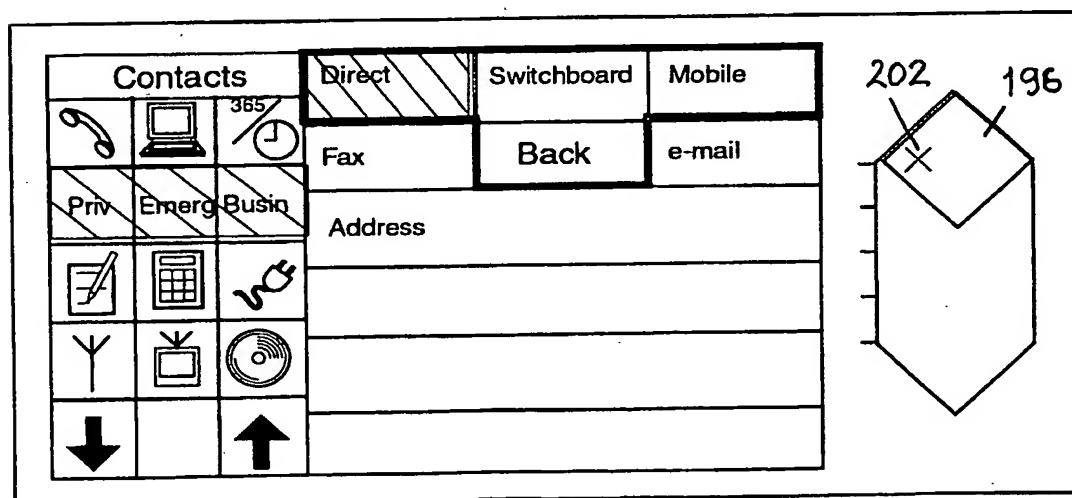 Contacts
Direct
Switchboard
Mobile
365
Fax
Back
e-mail
Priv
Emerg
Busin
Address
202
196